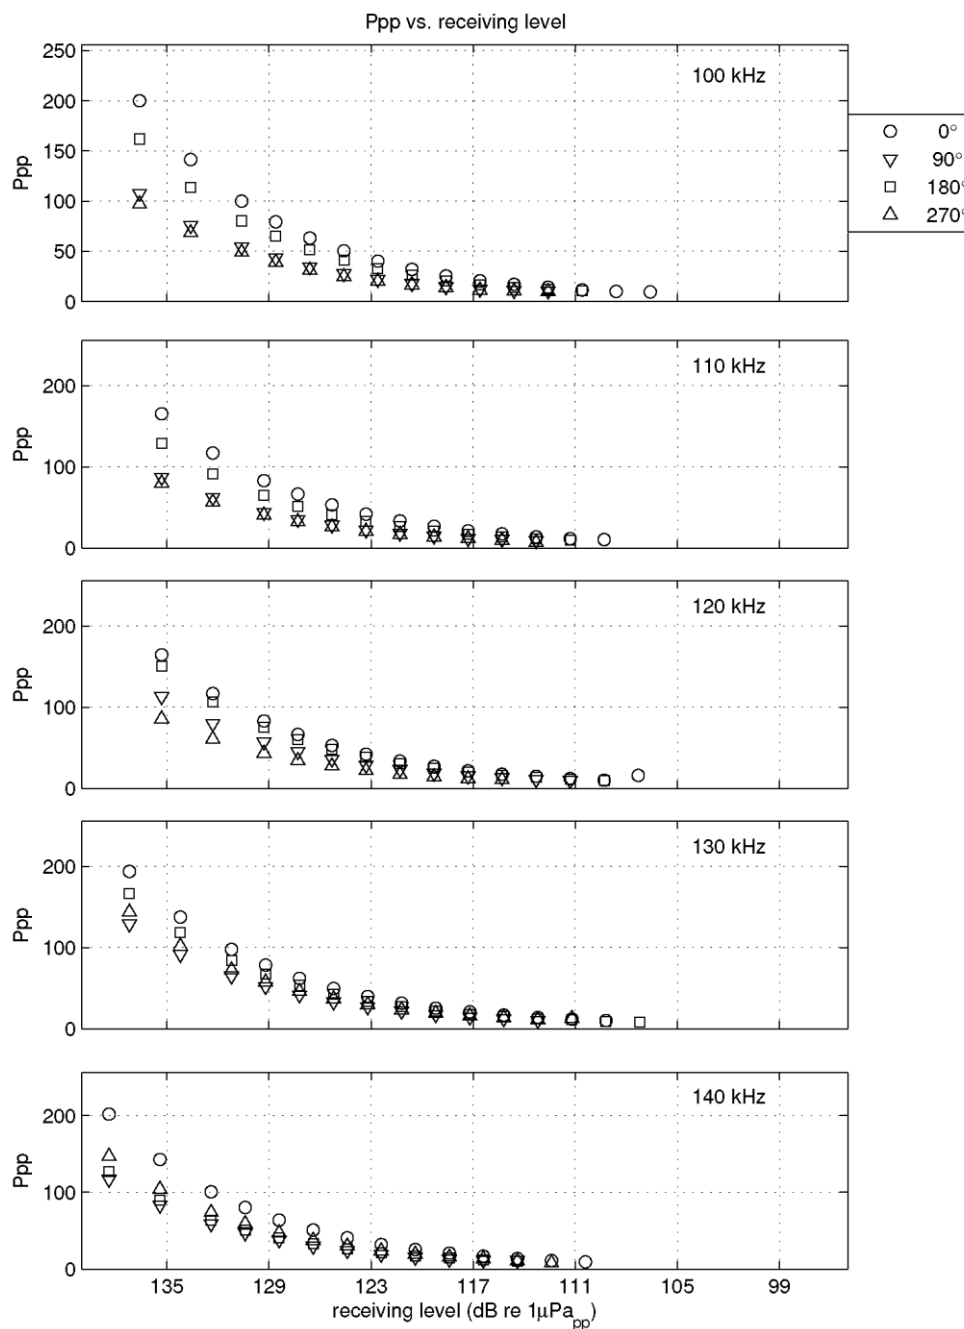 Ppp vs. receiving level
250
200
150
100
50
0
Ppp
100 kHz
0°
90°
180°
270°
200
100
0
Ppp
110 kHz
200
100
0
Ppp
120 kHz
200
100
0
Ppp
130 kHz
200
100
0
Ppp
140 kHz
135 129 123 117 111 105 99
receiving level (dB re 1μPa_pp)